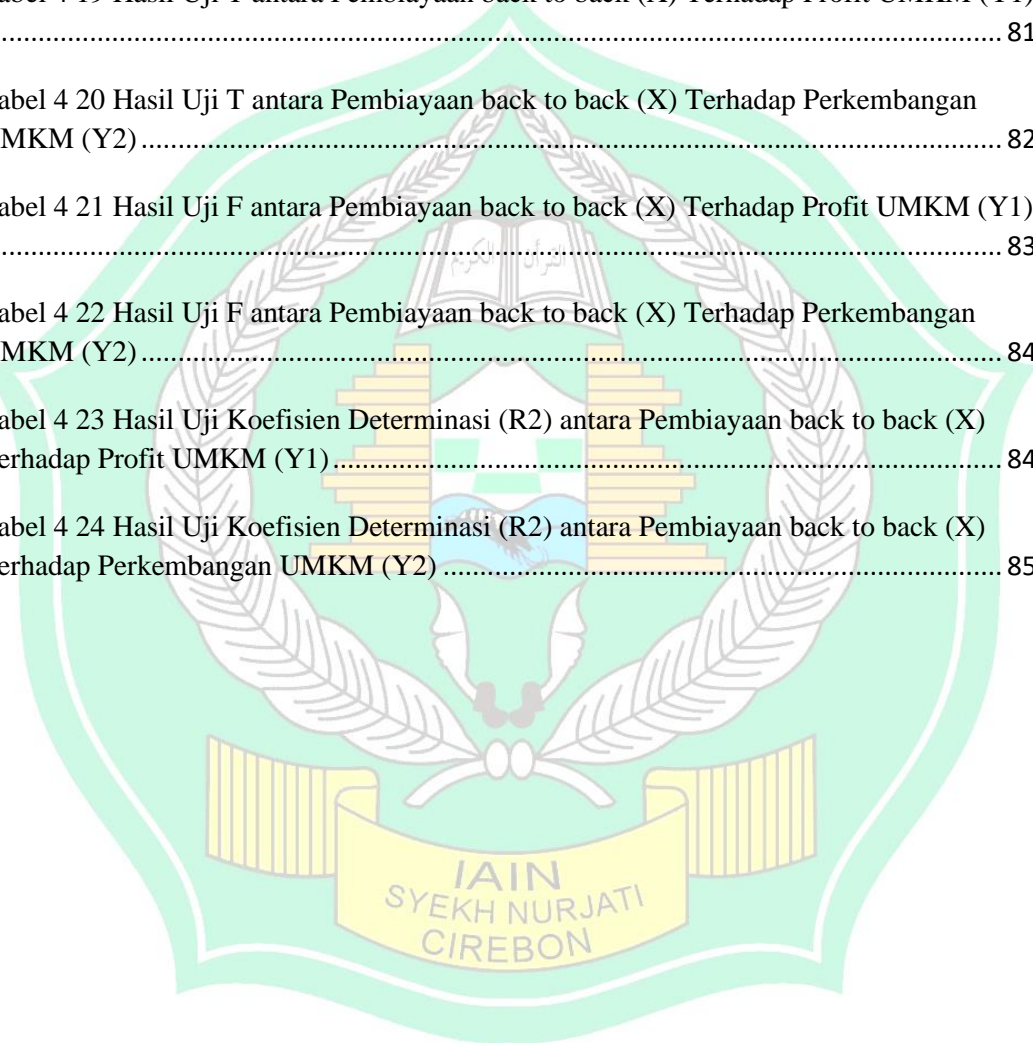 abel 4 19 Hasil Uji T antara Pembiayaan back to back (X) Terhadap Profit UMKM (Y1)
........................................................................................................ 81
abel 4 20 Hasil Uji T antara Pembiayaan back to back (X) Terhadap Perkembangan
MKM (Y2) ........................................................................................ 82
abel 4 21 Hasil Uji F antara Pembiayaan back to back (X) Terhadap Profit UMKM (Y1)
........................................................................................................ 83
abel 4 22 Hasil Uji F antara Pembiayaan back to back (X) Terhadap Perkembangan
MKM (Y2) ........................................................................................ 84
abel 4 23 Hasil Uji Koefisien Determinasi (R2) antara Pembiayaan back to back (X)
erhadap Profit UMKM (Y1) .................................................................... 84
abel 4 24 Hasil Uji Koefisien Determinasi (R2) antara Pembiayaan back to back (X)
erhadap Perkembangan UMKM (Y2) ......................................................... 85
القرآن الكريم
IAIN
SYEKH NURJATI
CIREBON